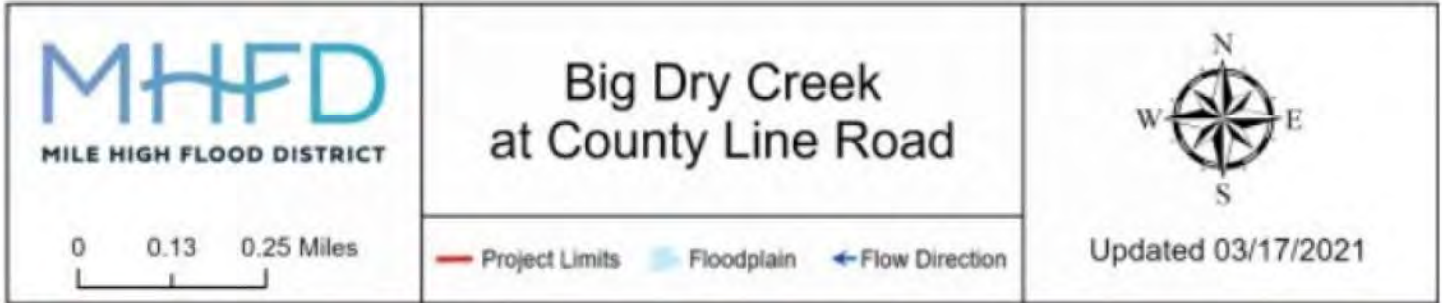 MHFD
MILE HIGH FLOOD DISTRICT
0 0.13 0.25 Miles
Big Dry Creek
at County Line Road
Project Limits Floodplain Flow Direction
N
W E
S
Updated 03/17/2021